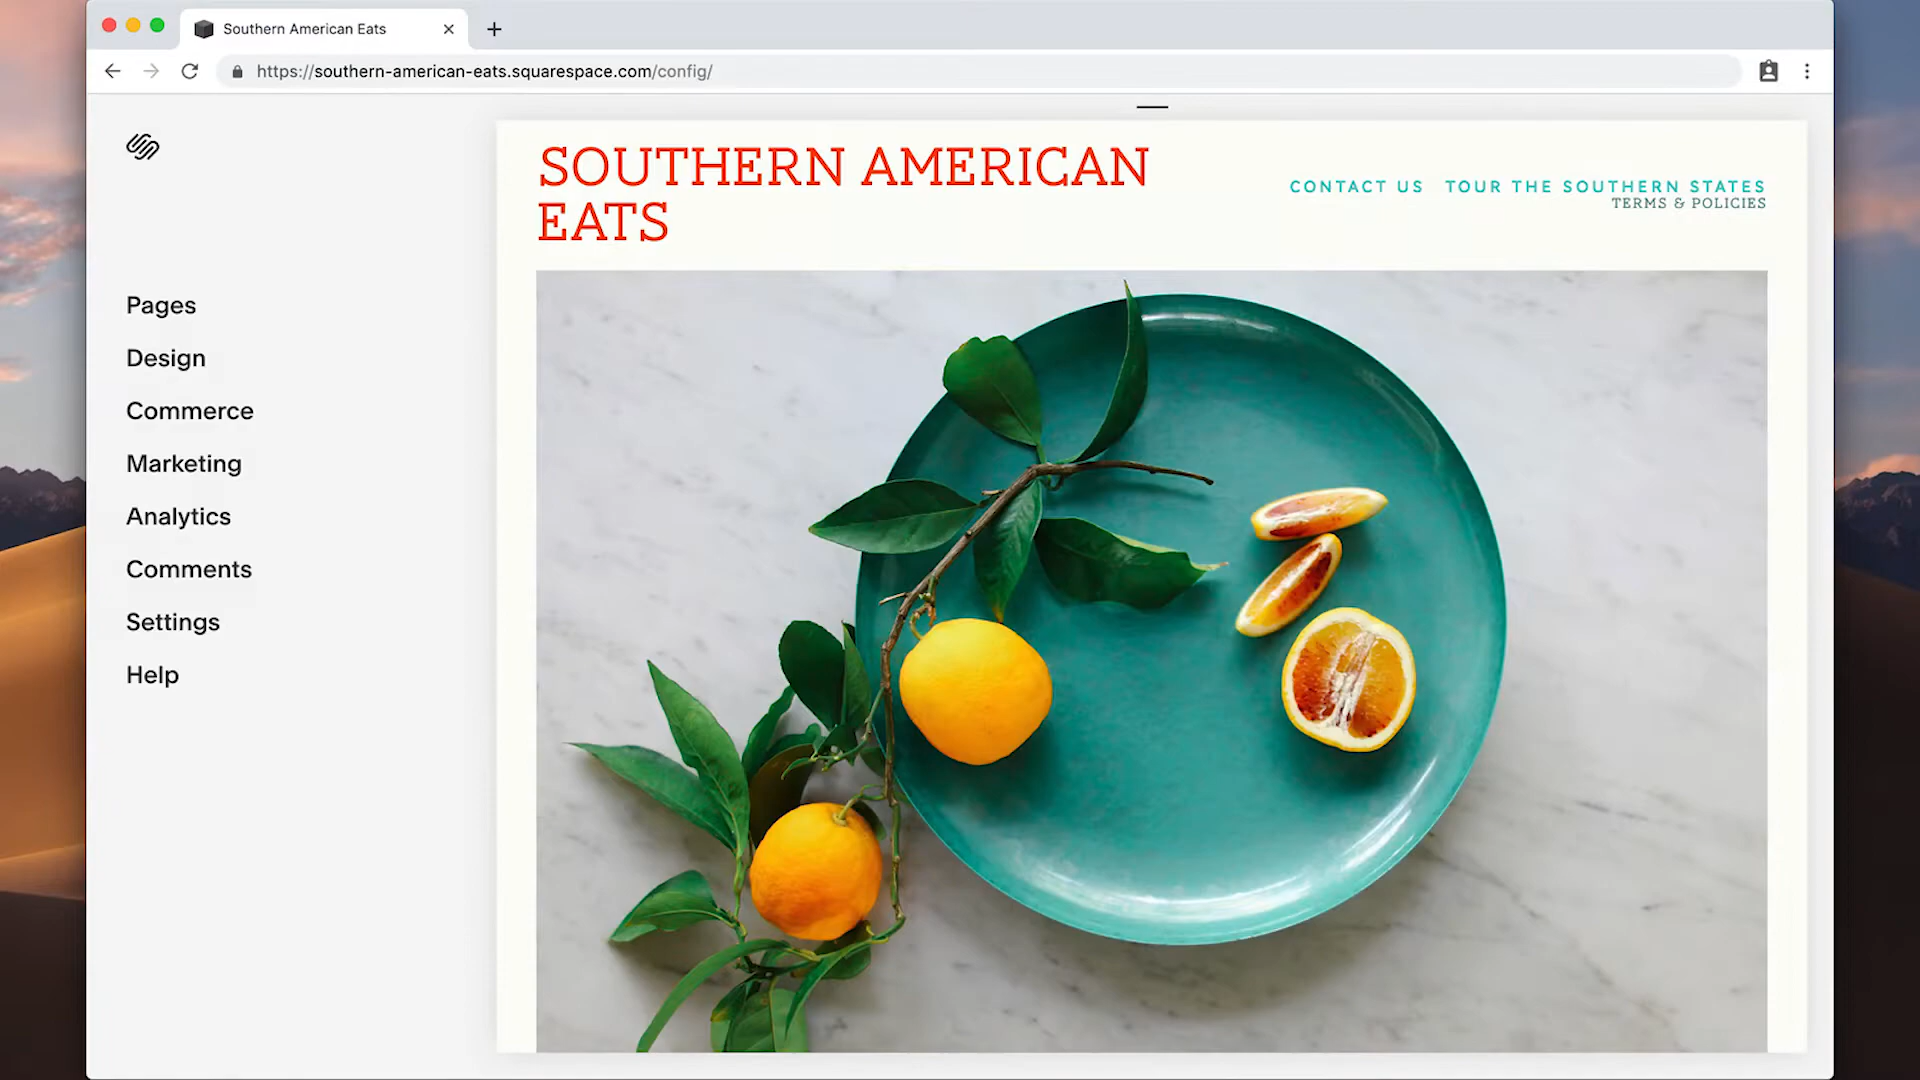 Southern American Eats
https://southern-american-eats.squarespace.com/config/
Pages
Design
Commerce
Marketing
Analytics
Comments
Settings
Help
SOUTHERN AMERICAN
EATS
CONTACT US TOUR THE SOUTHERN STATES
TERMS & POLICIES